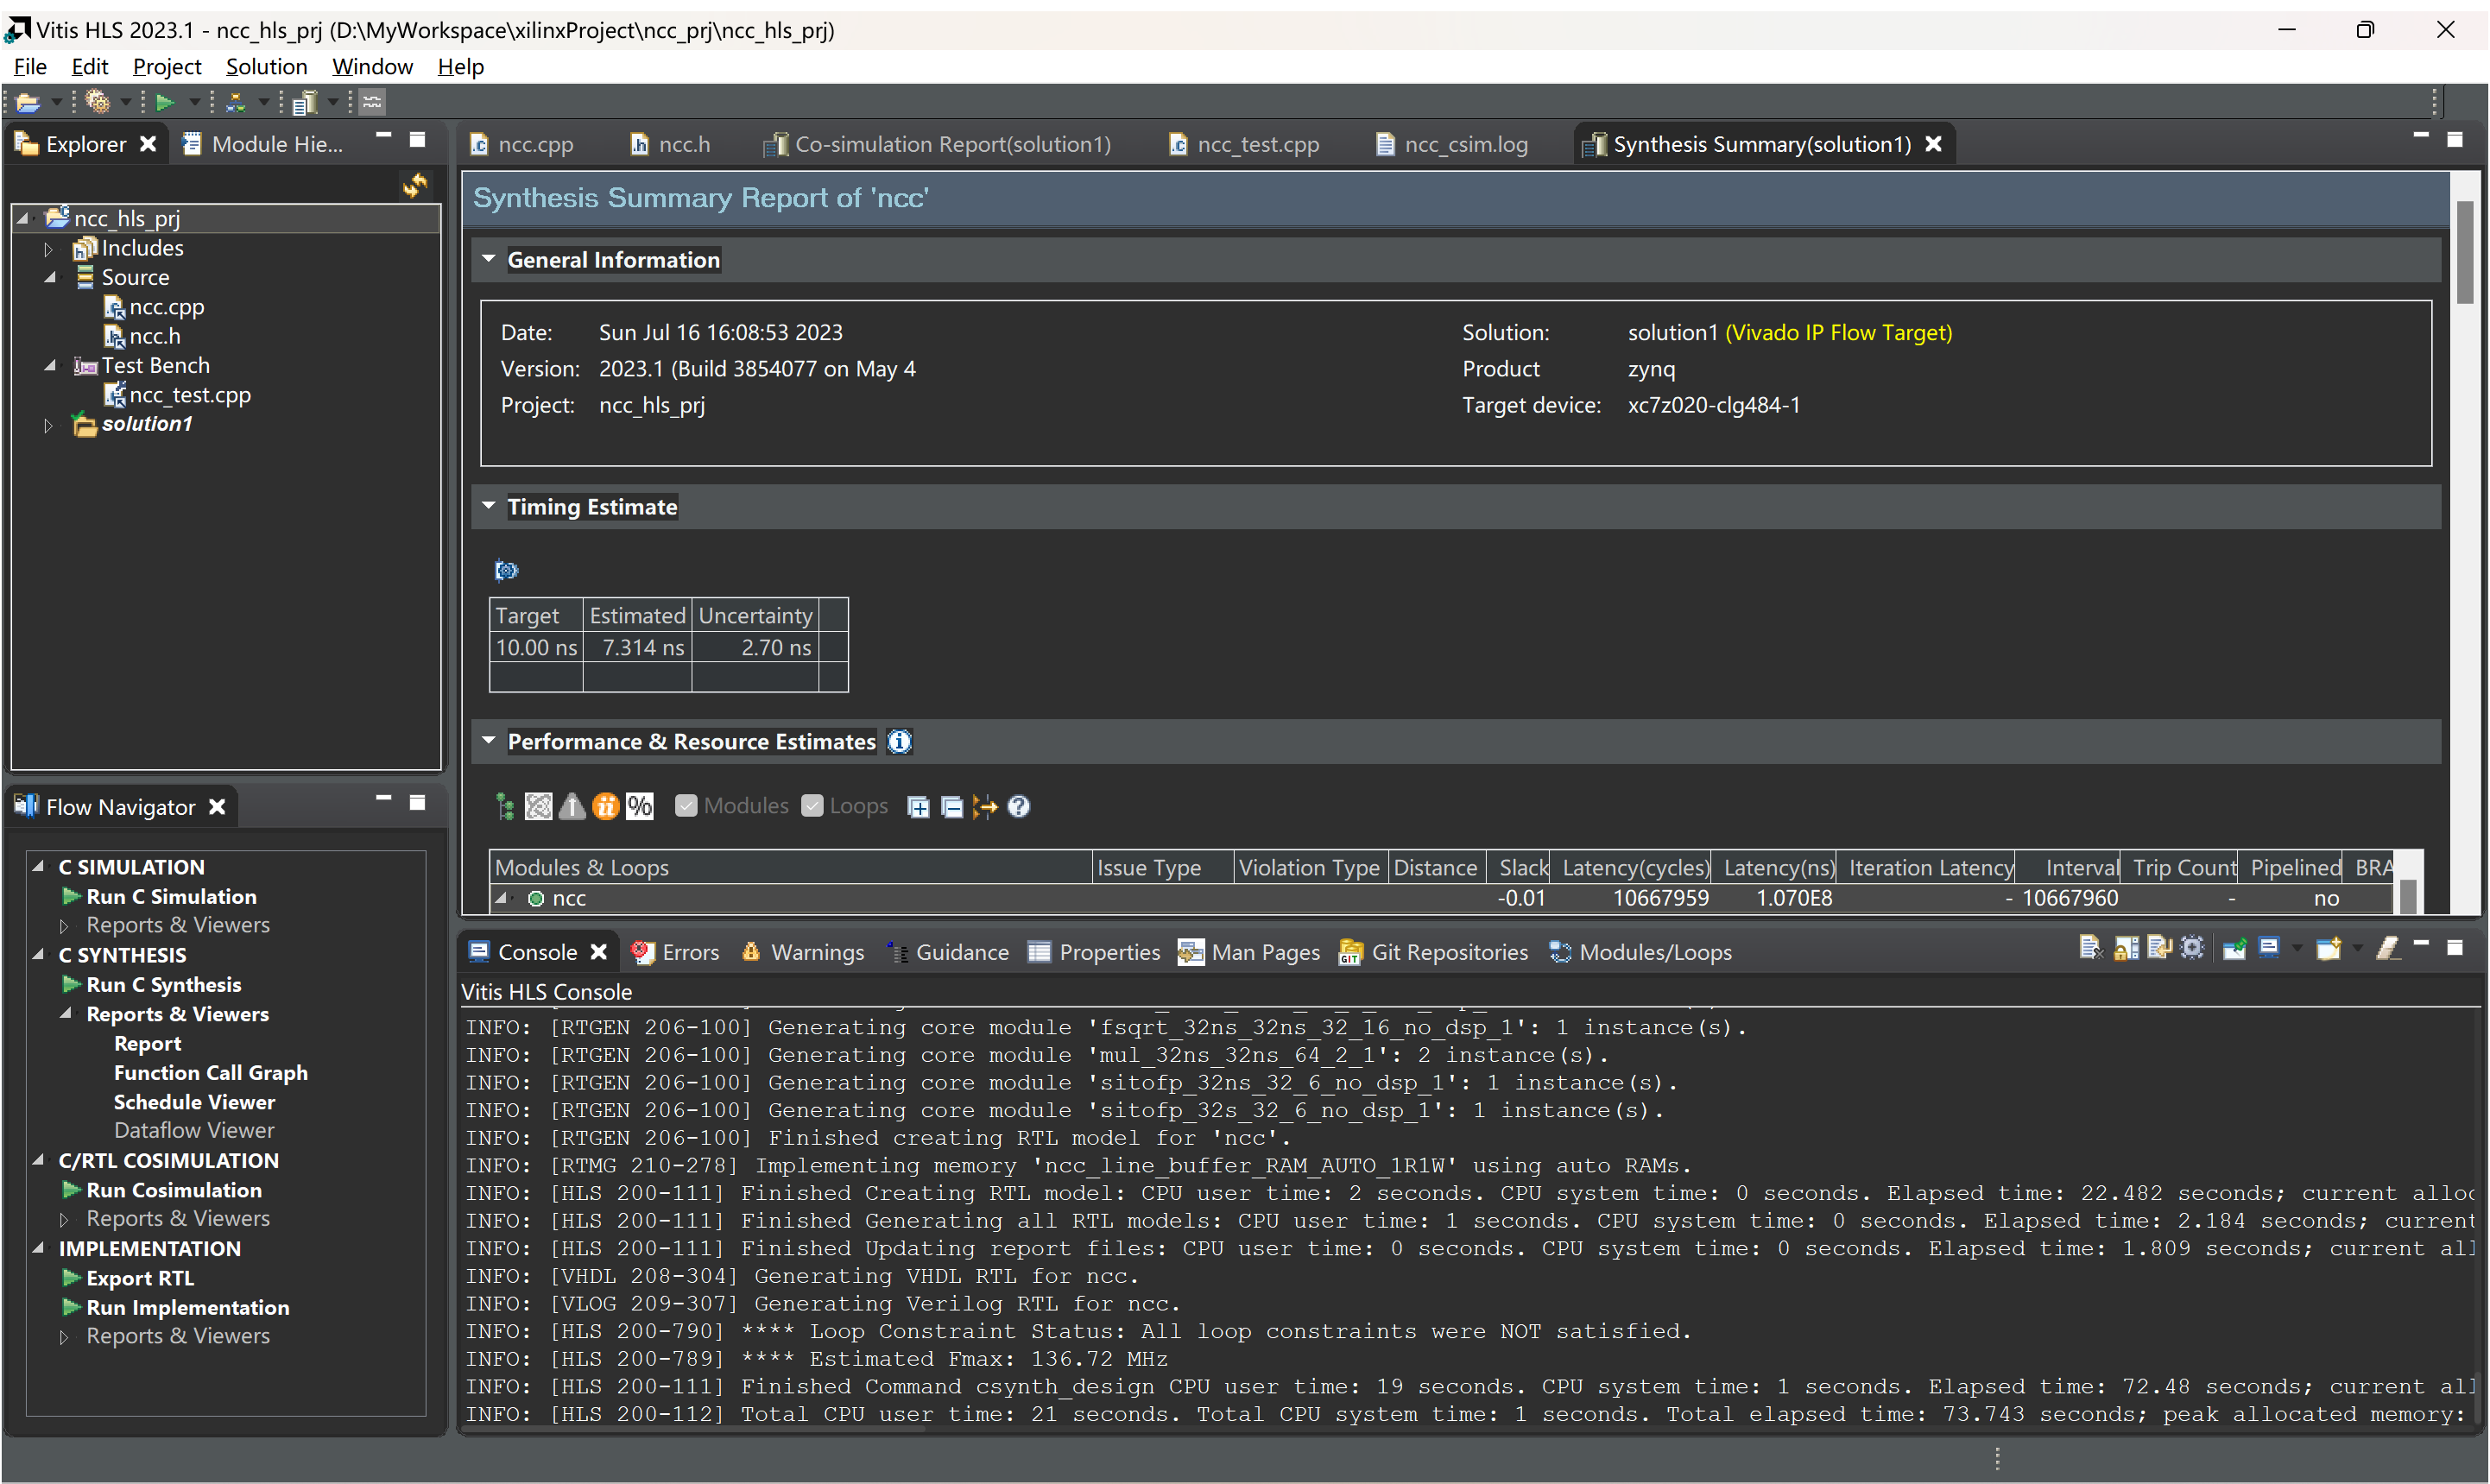 Vitis HLS 2023.1 - ncc_hls_prj (D:\MyWorkspace\xilinxProject\ncc_prj\ncc_hls_prj)
File Edit Project Solution Window Help
Explorer Module Hie...
ncc_hls_prj
Includes
Source
ncc.cpp
ncc.h
Test Bench
ncc_test.cpp
solution1
Flow Navigator
C SIMULATION
Run C Simulation
Reports & Viewers
C SYNTHESIS
Run C Synthesis
Reports & Viewers
Report
Function Call Graph
Schedule Viewer
Dataflow Viewer
C/RTL COSIMULATION
Run Cosimulation
Reports & Viewers
IMPLEMENTATION
Export RTL
Run Implementation
Reports & Viewers
ncc.cpp ncc.h Co-simulation Report(solution1) ncc_test.cpp ncc_csim.log Synthesis Summary(solution1)
Synthesis Summary Report of 'ncc'
General Information
Date: Sun Jul 16 16:08:53 2023 Solution: solution1 (Vivado IP Flow Target)
Version: 2023.1 (Build 3854077 on May 4 Product zynq
Project: ncc_hls_prj Target device: xc7z020-clg484-1
Timing Estimate
Target Estimated Uncertainty
10.00 ns 7.314 ns 2.70 ns
Performance & Resource Estimates
% Modules Loops
Modules & Loops Issue Type Violation Type Distance Slack Latency(cycles) Latency(ns) Iteration Latency Interval Trip Count Pipelined BRA
ncc -0.01 10667959 1.070E8 - 10667960 - no
Console Errors Warnings Guidance Properties Man Pages Git Repositories Modules/Loops
Vitis HLS Console
INFO: [RTGEN 206-100] Generating core module 'fsqrt_32ns_32ns_32_16_no_dsp_1': 1 instance(s).
INFO: [RTGEN 206-100] Generating core module 'mul_32ns_32ns_64_2_1': 2 instance(s).
INFO: [RTGEN 206-100] Generating core module 'sitofp_32ns_32_6_no_dsp_1': 1 instance(s).
INFO: [RTGEN 206-100] Generating core module 'sitofp_32s_32_6_no_dsp_1': 1 instance(s).
INFO: [RTGEN 206-100] Finished creating RTL model for 'ncc'.
INFO: [RTMG 210-278] Implementing memory 'ncc_line_buffer_RAM_AUTO_1R1W' using auto RAMs.
INFO: [HLS 200-111] Finished Creating RTL model: CPU user time: 2 seconds. CPU system time: 0 seconds. Elapsed time: 22.482 seconds; current alloc
INFO: [HLS 200-111] Finished Generating all RTL models: CPU user time: 1 seconds. CPU system time: 0 seconds. Elapsed time: 2.184 seconds; current
INFO: [HLS 200-111] Finished Updating report files: CPU user time: 0 seconds. CPU system time: 0 seconds. Elapsed time: 1.809 seconds; current all
INFO: [VHDL 208-304] Generating VHDL RTL for ncc.
INFO: [VLOG 209-307] Generating Verilog RTL for ncc.
INFO: [HLS 200-790] **** Loop Constraint Status: All loop constraints were NOT satisfied.
INFO: [HLS 200-789] **** Estimated Fmax: 136.72 MHz
INFO: [HLS 200-111] Finished Command csynth_design CPU user time: 19 seconds. CPU system time: 1 seconds. Elapsed time: 72.48 seconds; current all
INFO: [HLS 200-112] Total CPU user time: 21 seconds. Total CPU system time: 1 seconds. Total elapsed time: 73.743 seconds; peak allocated memory: